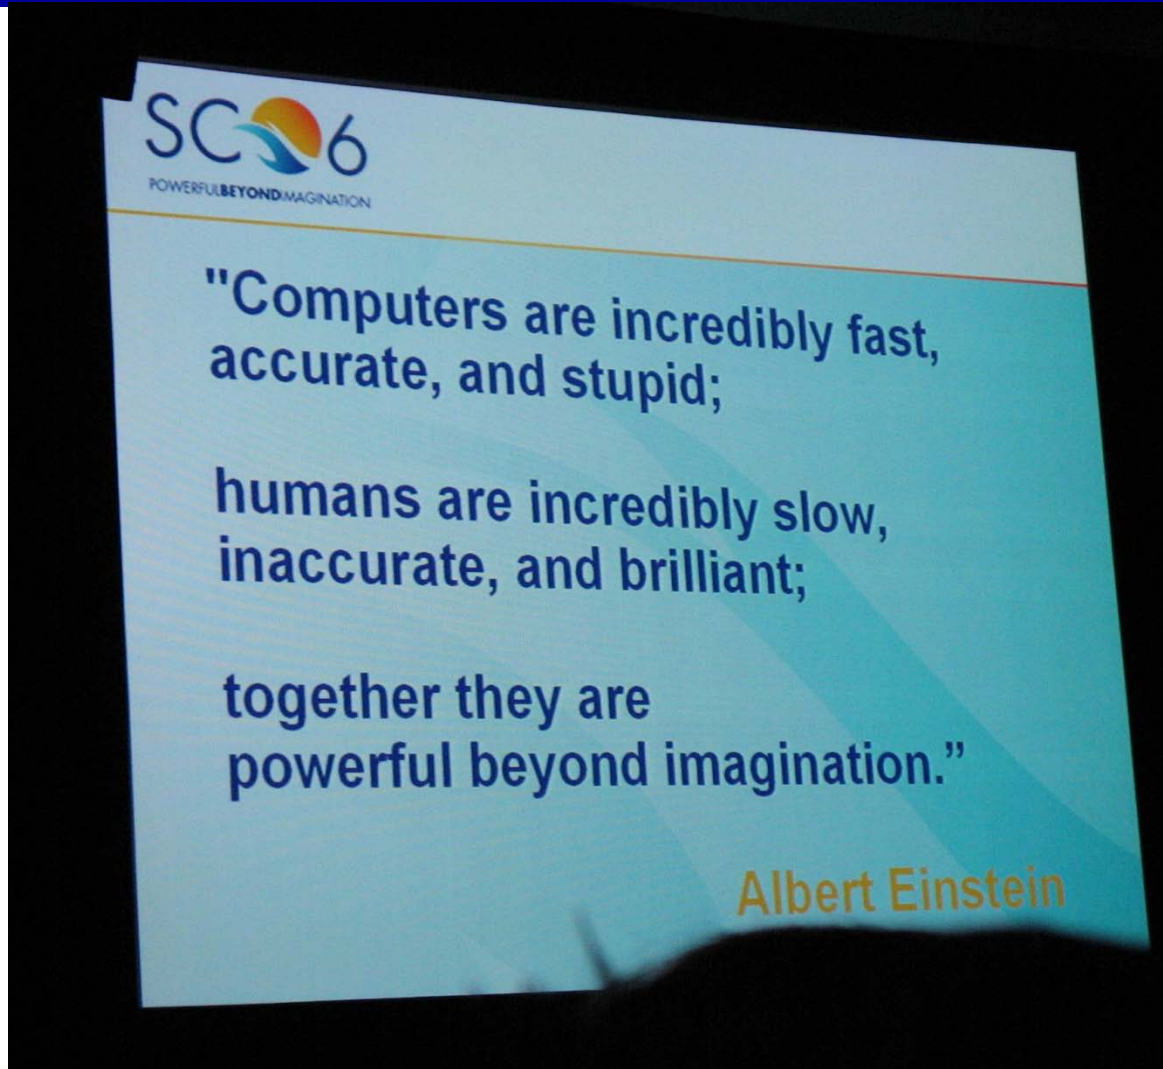 SC06
POWERFULBEYONDIMAGINATION
"Computers are incredibly fast,
accurate, and stupid;
humans are incredibly slow,
inaccurate, and brilliant;
together they are
powerful beyond imagination.”
Albert Einstein